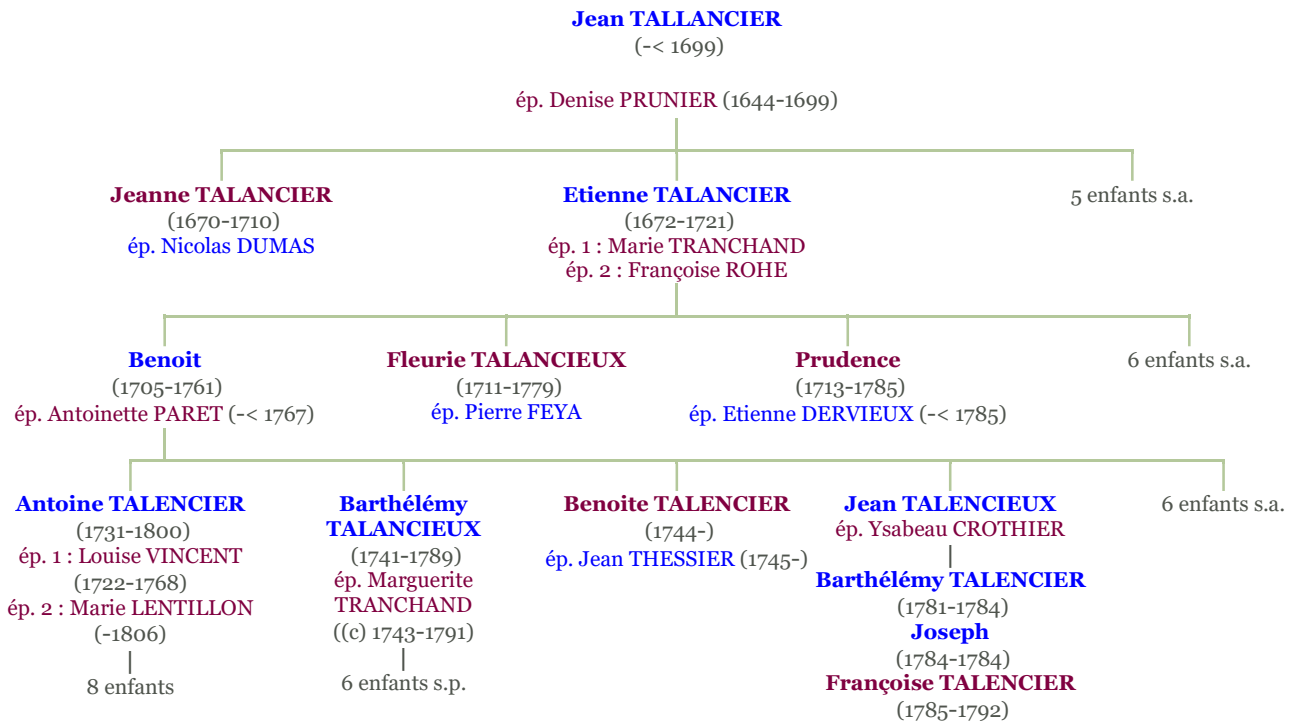 Jean TALLANCIER
(-< 1699)
ép. Denise PRUNIER (1644-1699)
Jeanne TALANCIER
(1670-1710)
ép. Nicolas DUMAS
Etienne TALANCIER
(1672-1721)
ép. 1 : Marie TRANCHAND
ép. 2 : Françoise ROHE
5 enfants s.a.
Benoit
(1705-1761)
ép. Antoinette PARET (-< 1767)
Fleurie TALANCIEUX
(1711-1779)
ép. Pierre FEYA
Prudence
(1713-1785)
ép. Etienne DERVIEUX (-< 1785)
6 enfants s.a.
Antoine TALENCIER
(1731-1800)
ép. 1 : Louise VINCENT
(1722-1768)
ép. 2 : Marie LENTILLON
(-1806)
8 enfants
Barthélémy
TALANCIEUX
(1741-1789)
ép. Marguerite
TRANCHAND
((c) 1743-1791)
6 enfants s.p.
Benoite TALENCIER
(1744-)
ép. Jean THESSIER (1745-)
Jean TALENCIEUX
ép. Ysabeau CROTHIER
Barthélémy TALENCIER
(1781-1784)
Joseph
(1784-1784)
Françoise TALENCIER
(1785-1792)
6 enfants s.a.